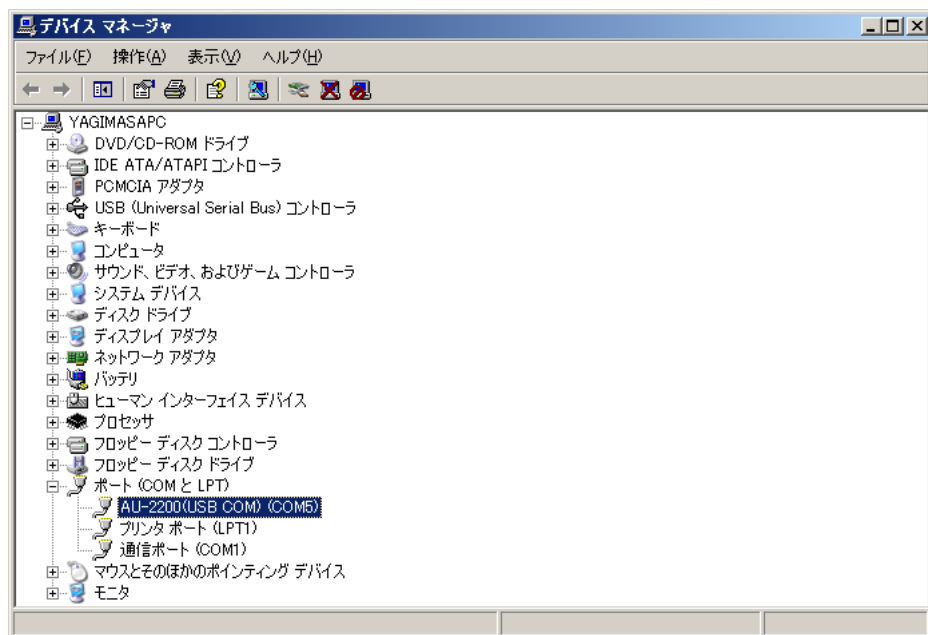 デバイス マネージャ
ファイル(F) 操作(A) 表示(V) ヘルプ(H)
YAGIMASAPC
DVD/CD-ROM ドライブ
IDE ATA/ATAPI コントローラ
PCMCIA アダプタ
USB (Universal Serial Bus) コントローラ
キーボード
コンピュータ
サウンド、ビデオ、およびゲーム コントローラ
システム デバイス
ディスク ドライブ
ディスプレイ アダプタ
ネットワーク アダプタ
バッテリ
ヒューマン インターフェイス デバイス
プロセッサ
フロッピー ディスク コントローラ
フロッピー ディスク ドライブ
ポート (COM と LPT)
AU-2200(USB COM) (COM5)
プリンタ ポート (LPT1)
通信ポート (COM1)
マウスとそのほかのポインティング デバイス
モニタ